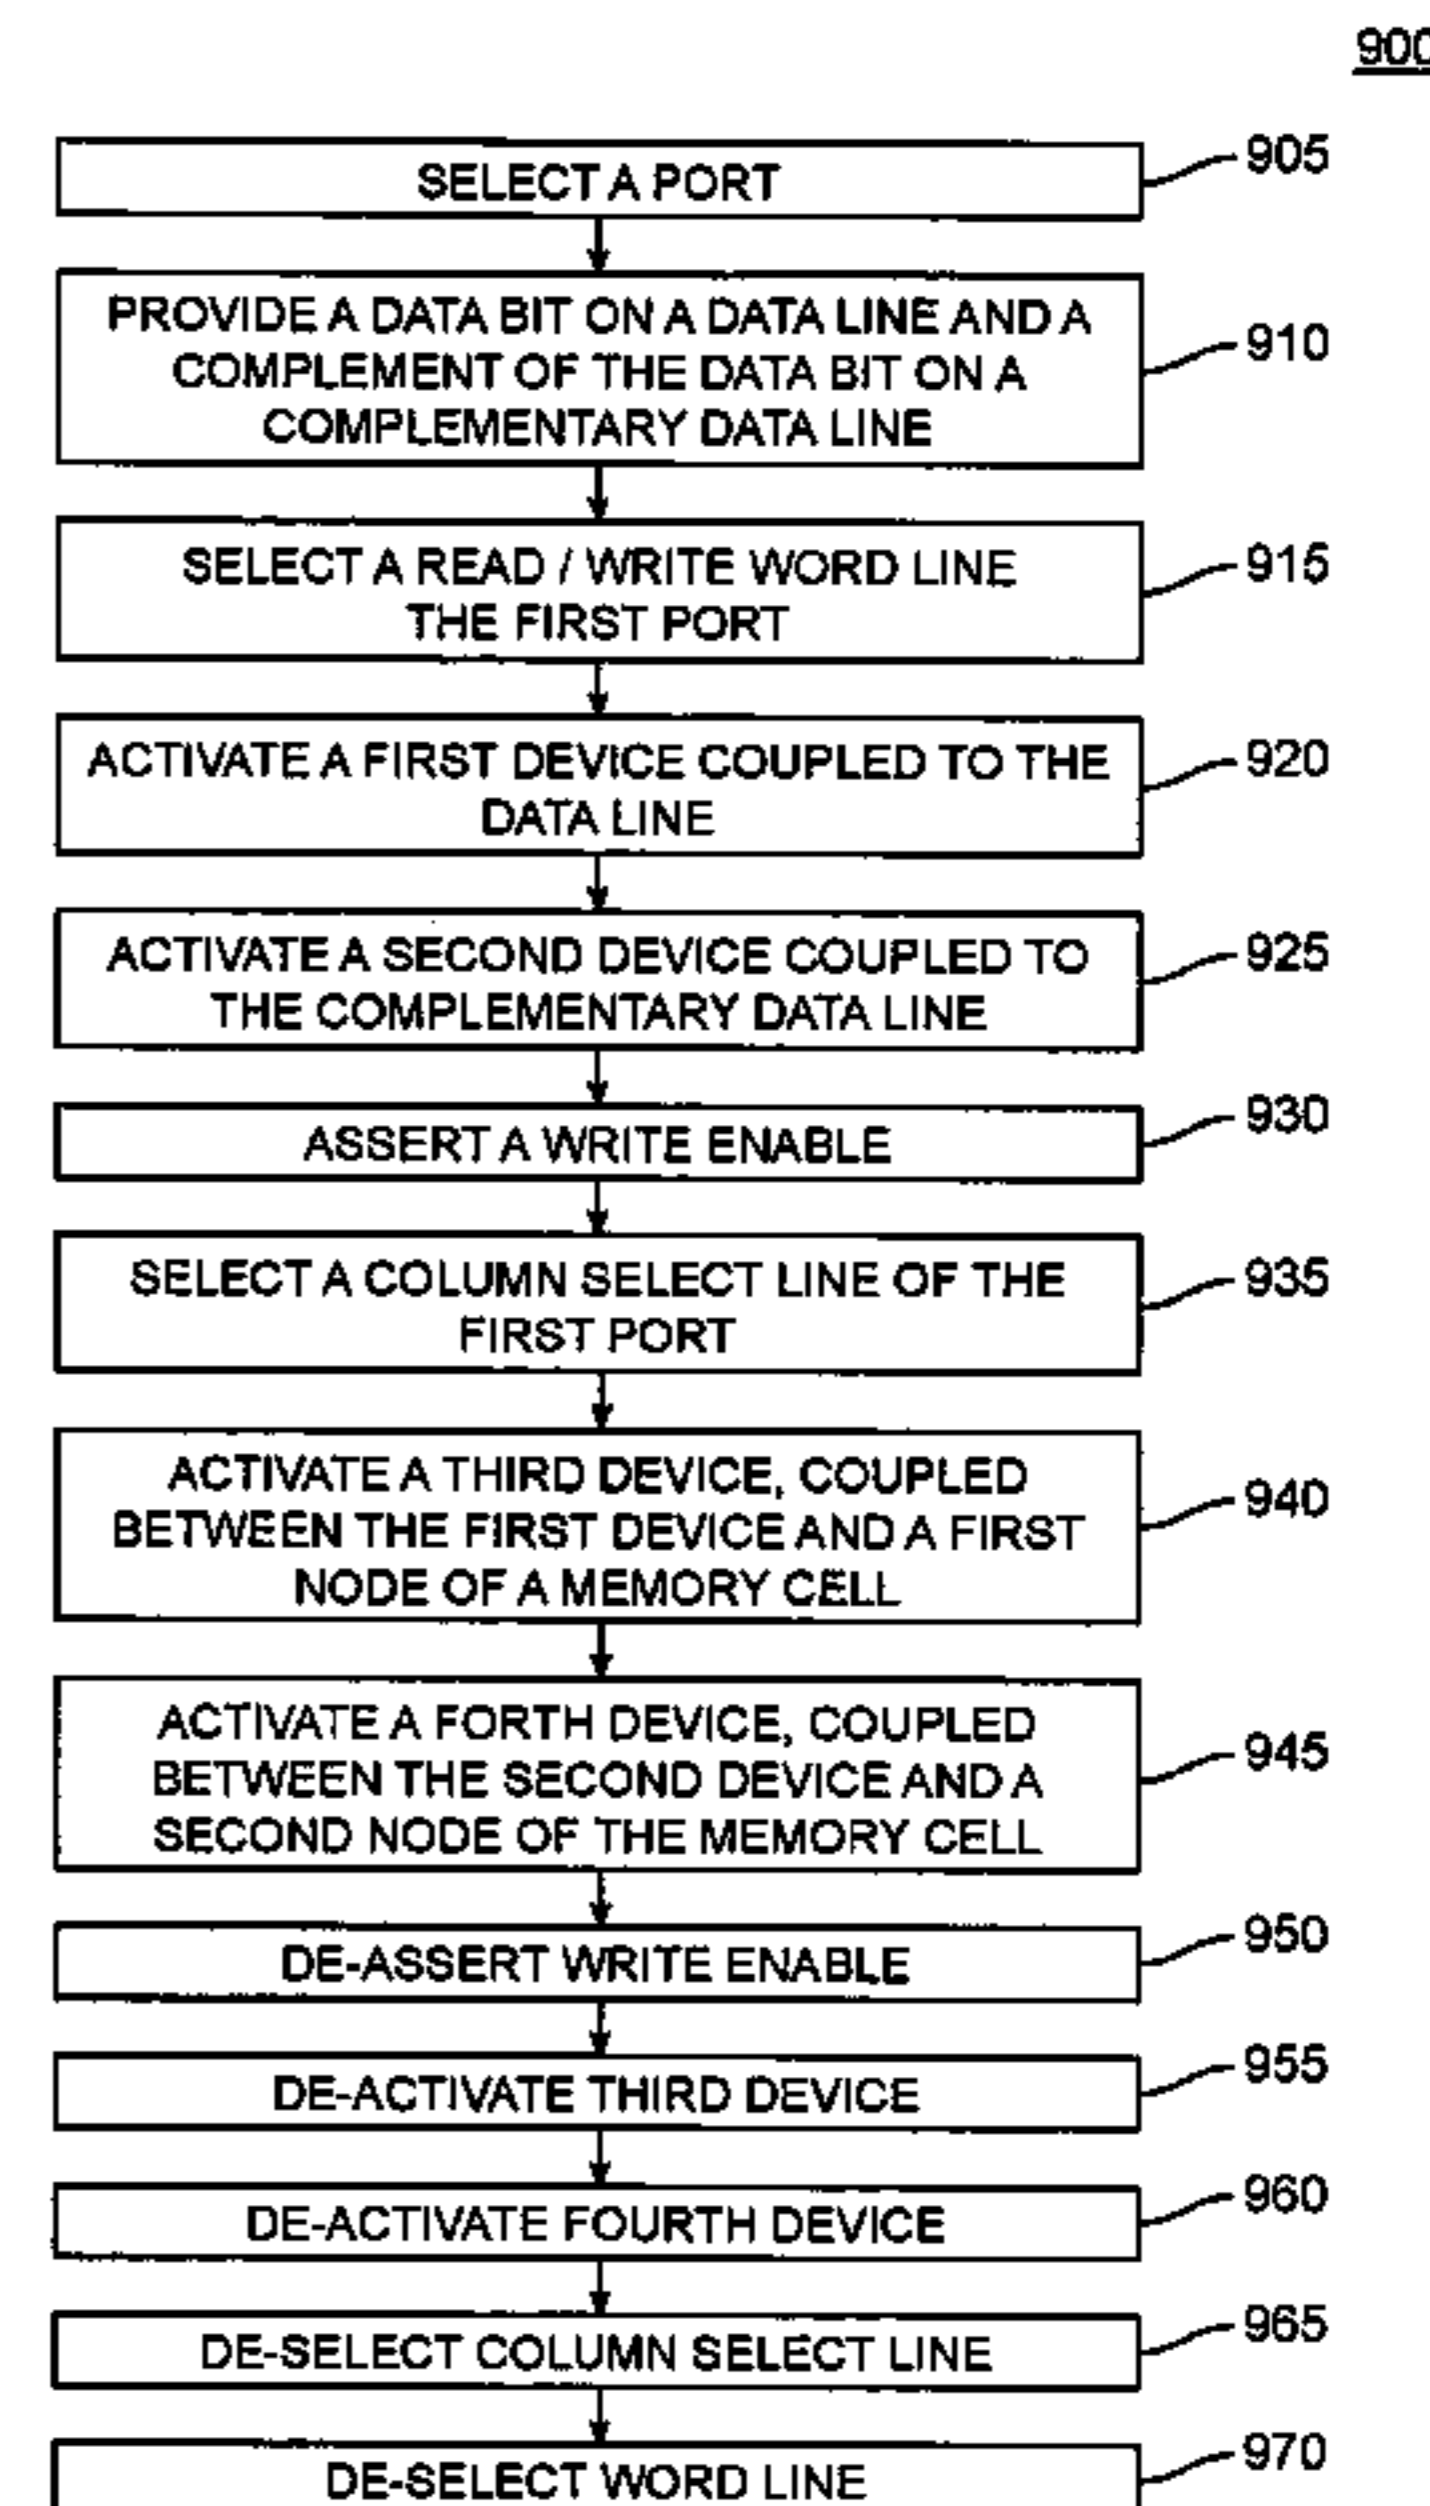 900
SELECT A PORT
905
PROVIDE A DATA BIT ON A DATA LINE AND A
COMPLEMENT OF THE DATA BIT ON A
COMPLEMENTARY DATA LINE
910
SELECT A READ / WRITE WORD LINE
THE FIRST PORT
915
ACTIVATE A FIRST DEVICE COUPLED TO THE
DATA LINE
920
ACTIVATE A SECOND DEVICE COUPLED TO
THE COMPLEMENTARY DATA LINE
925
ASSERT A WRITE ENABLE
930
SELECT A COLUMN SELECT LINE OF THE
FIRST PORT
935
ACTIVATE A THIRD DEVICE, COUPLED
BETWEEN THE FIRST DEVICE AND A FIRST
NODE OF A MEMORY CELL
940
ACTIVATE A FORTH DEVICE, COUPLED
BETWEEN THE SECOND DEVICE AND A
SECOND NODE OF THE MEMORY CELL
945
DE-ASSERT WRITE ENABLE
950
DE-ACTIVATE THIRD DEVICE
955
DE-ACTIVATE FOURTH DEVICE
960
DE-SELECT COLUMN SELECT LINE
965
DE-SELECT WORD LINE
970